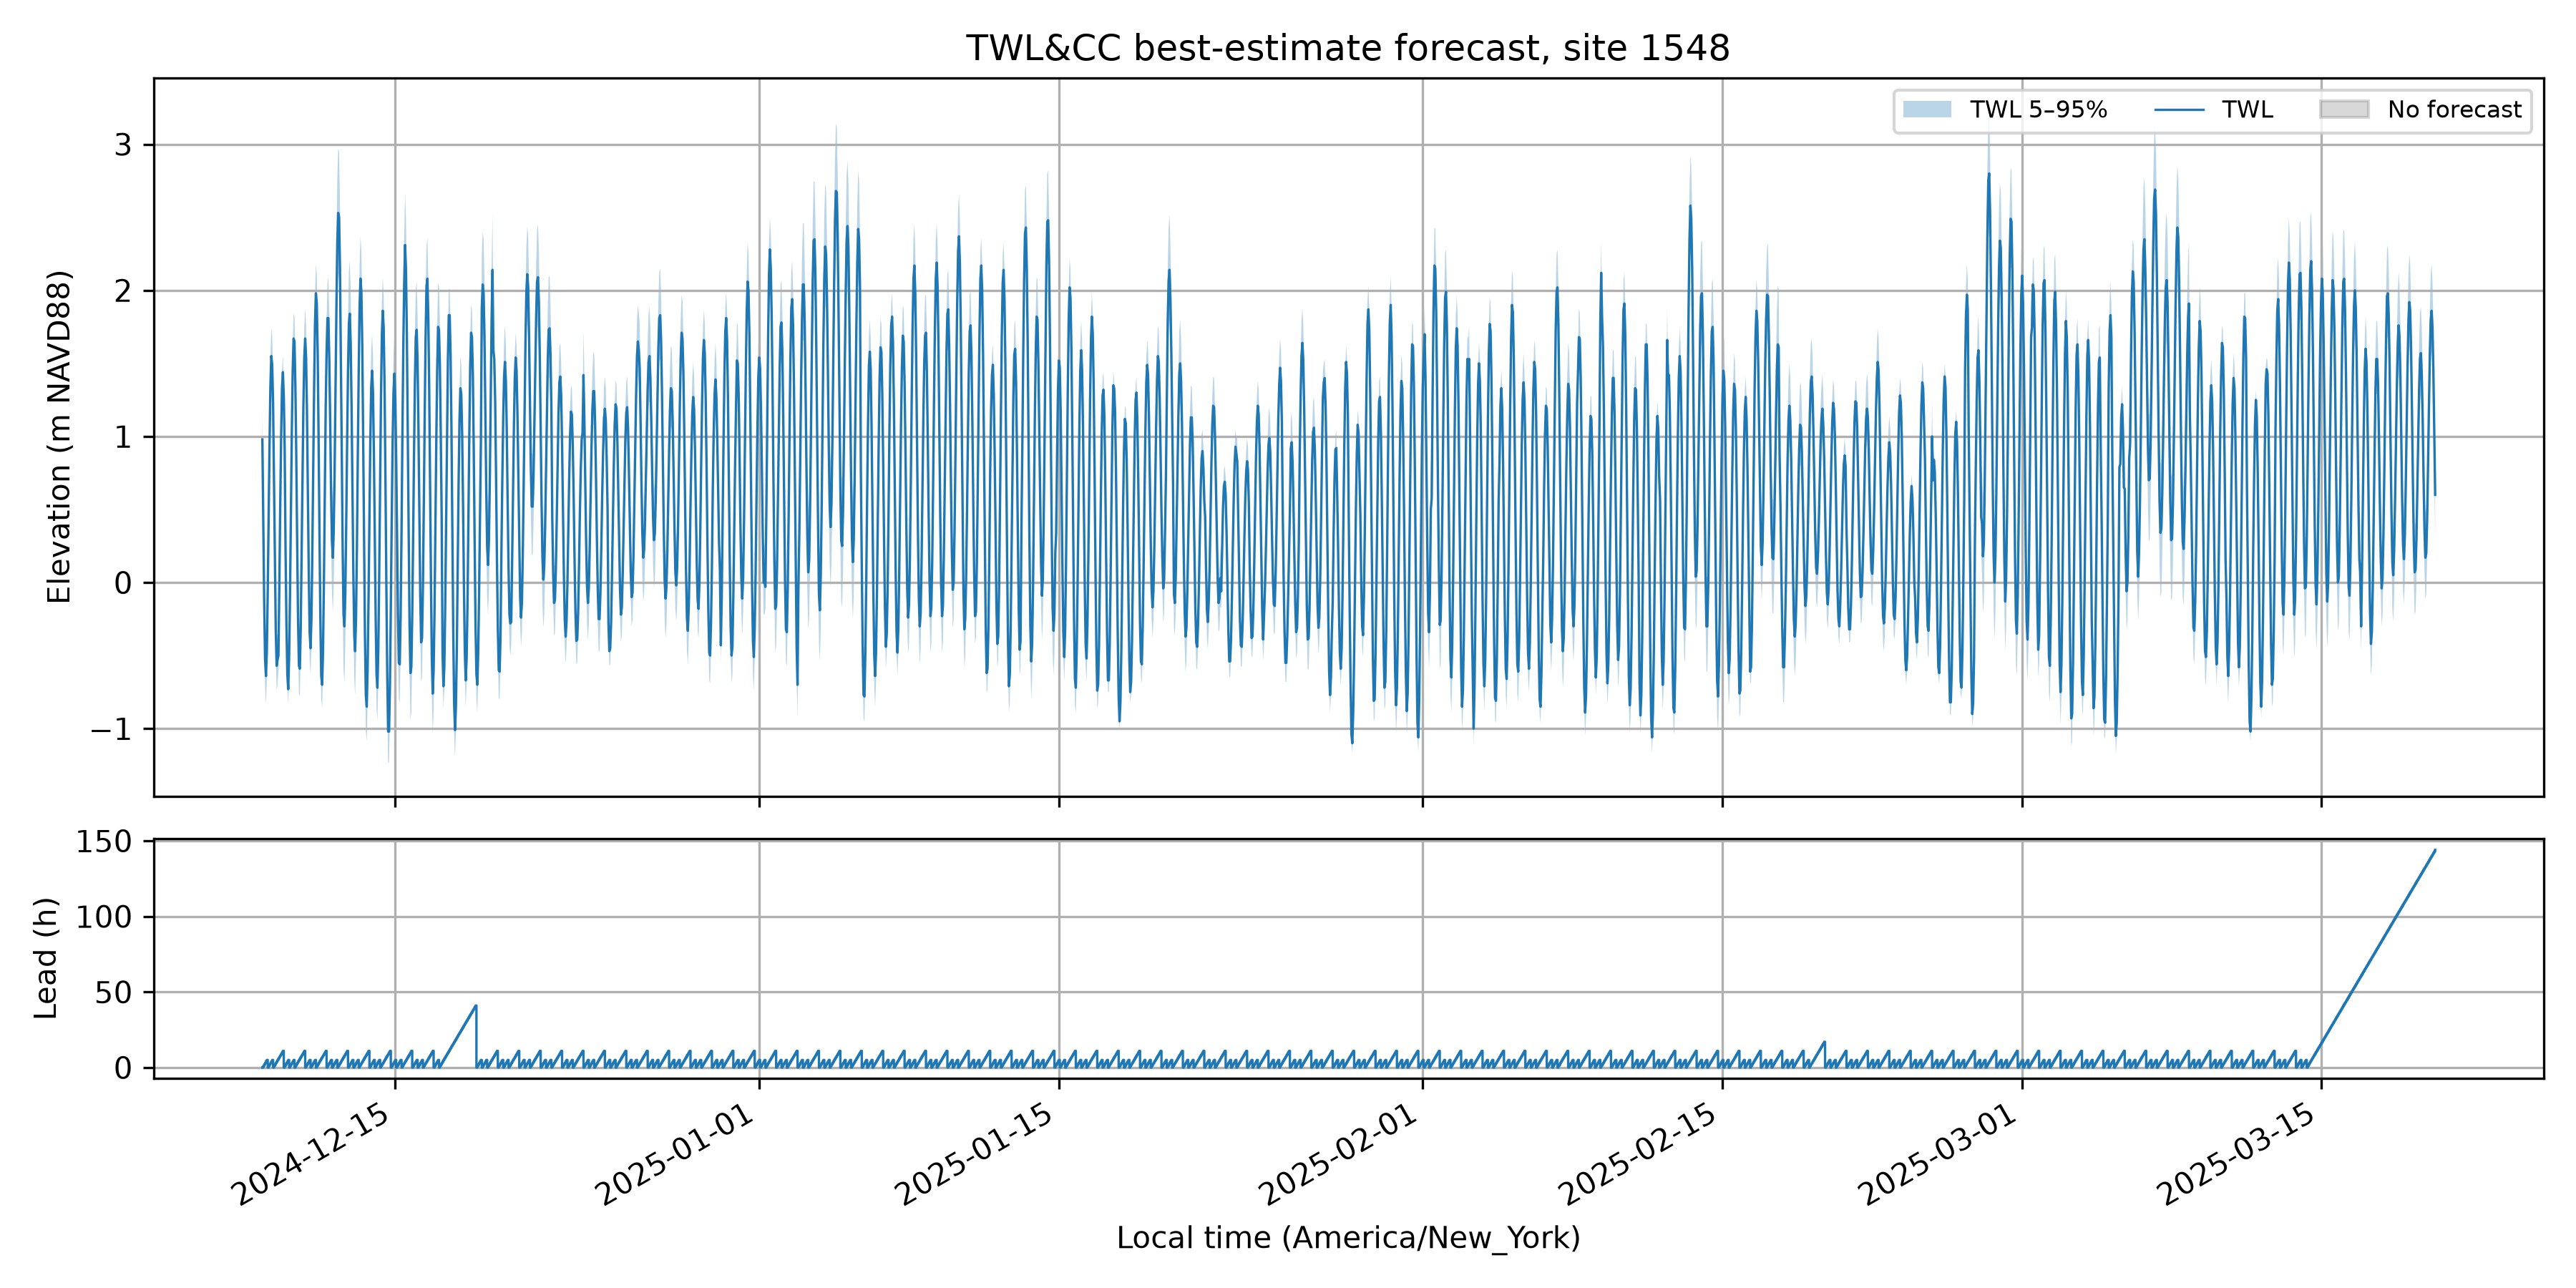 TWL&CC best-estimate forecast, site 1548
TWL 5–95% TWL No forecast
Elevation (m NAVD88)
3
2
1
0
−1
Lead (h)
150
100
50
0
2024-12-15 2025-01-01 2025-01-15 2025-02-01 2025-02-15 2025-03-01 2025-03-15
Local time (America/New_York)